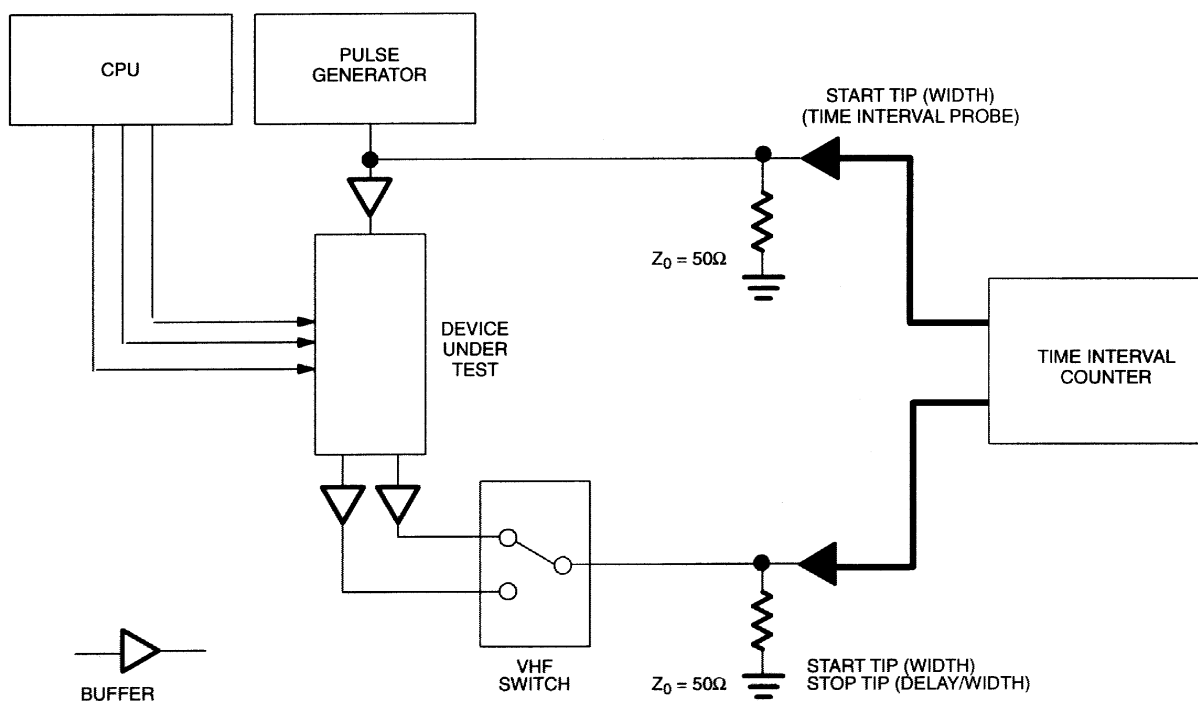 CPU
PULSE
GENERATOR
START TIP (WIDTH)
(TIME INTERVAL PROBE)
Z0 = 50Ω
DEVICE
UNDER
TEST
TIME INTERVAL
COUNTER
BUFFER
VHF
SWITCH
Z0 = 50Ω
START TIP (WIDTH)
STOP TIP (DELAY/WIDTH)